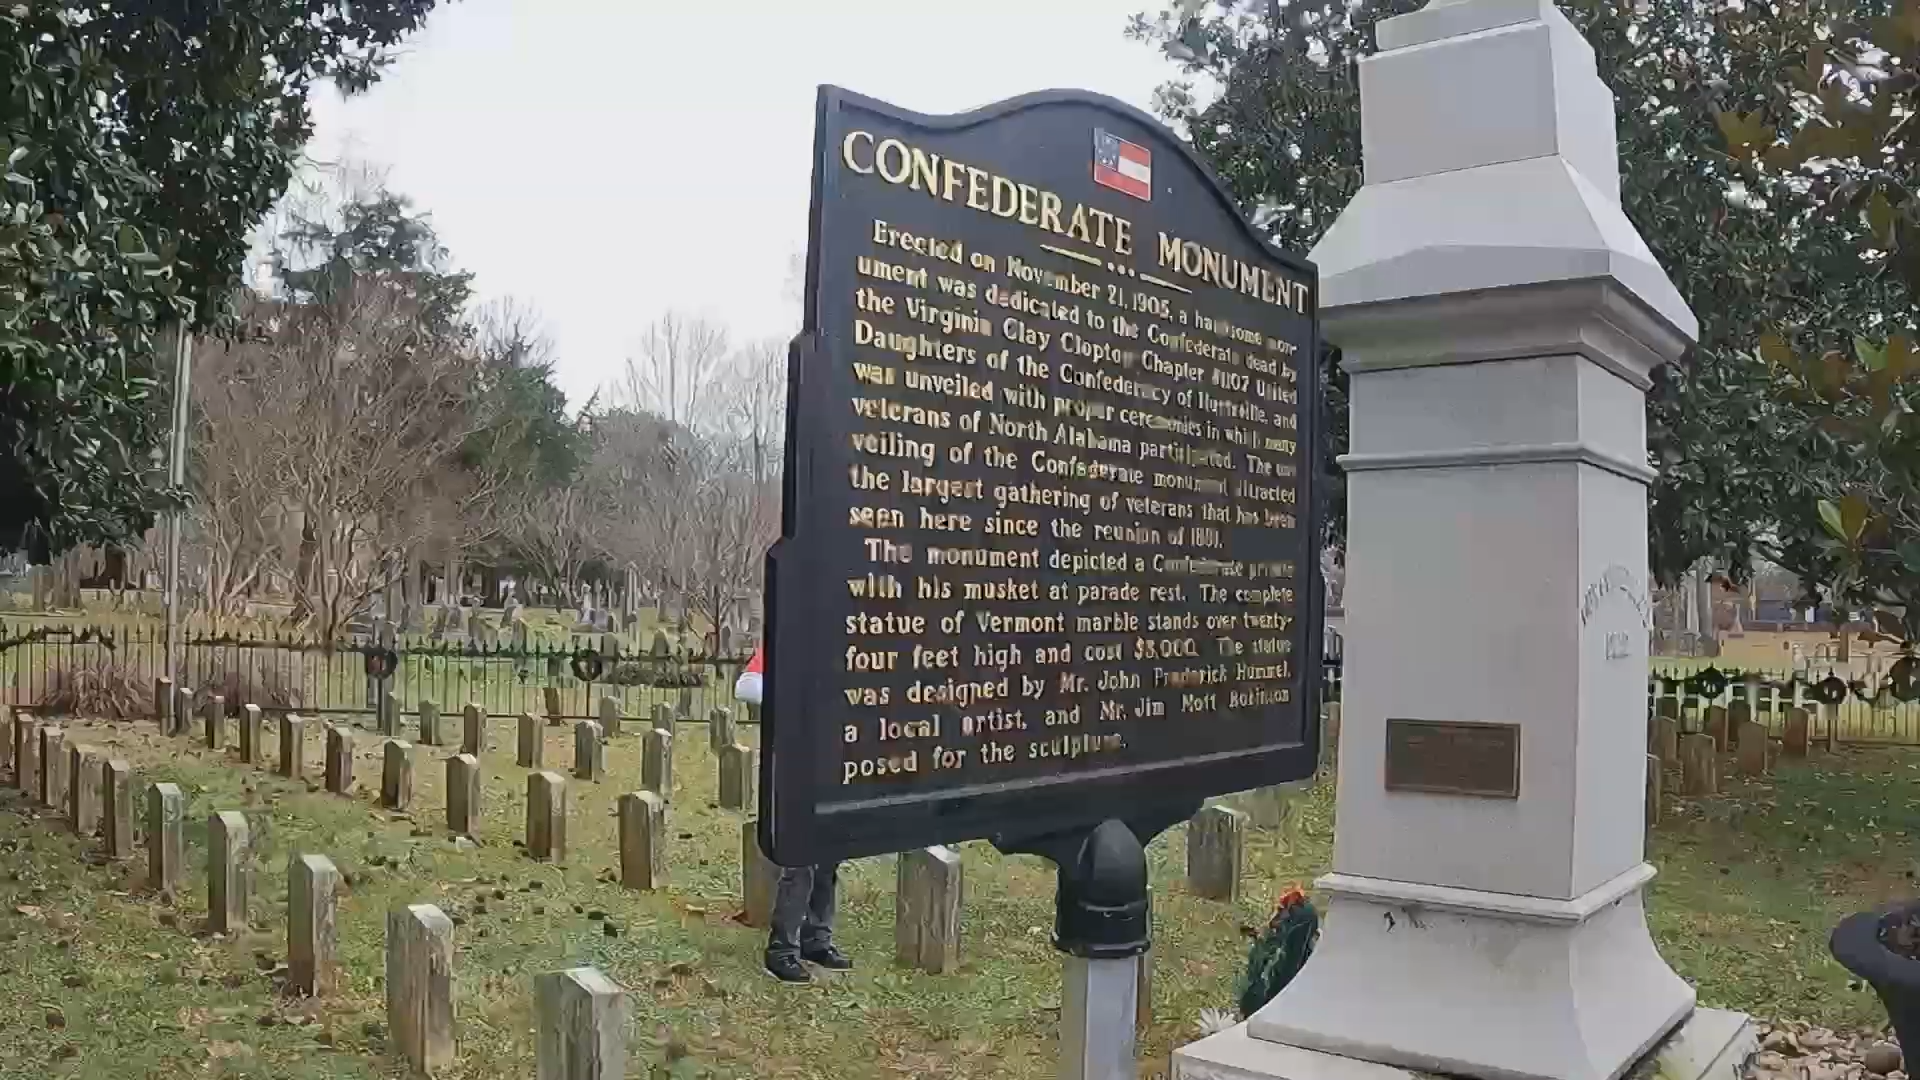 CONFEDERATE MONUMENT
Erected on November 21, 1905, a handsome mon-
ument was dedicated to the Confederate dead by
the Virginia Clay Clopton Chapter #1107 United
Daughters of the Confederacy of Huntsville, and
was unveiled with proper ceremonies in which many
veterans of North Alabama participated. The un-
veiling of the Confederate monument attracted
the largest gathering of veterans that has been
seen here since the reunion of
The monument depicted a Confederate private
with his musket at parade rest. The complete
statue of Vermont marble stands over twenty-
four feet high and cost The statue
was designed by Mr. John Frederick Hummel,
a local artist, and Mr. Jim Mott Robinson
posed for the sculpture.